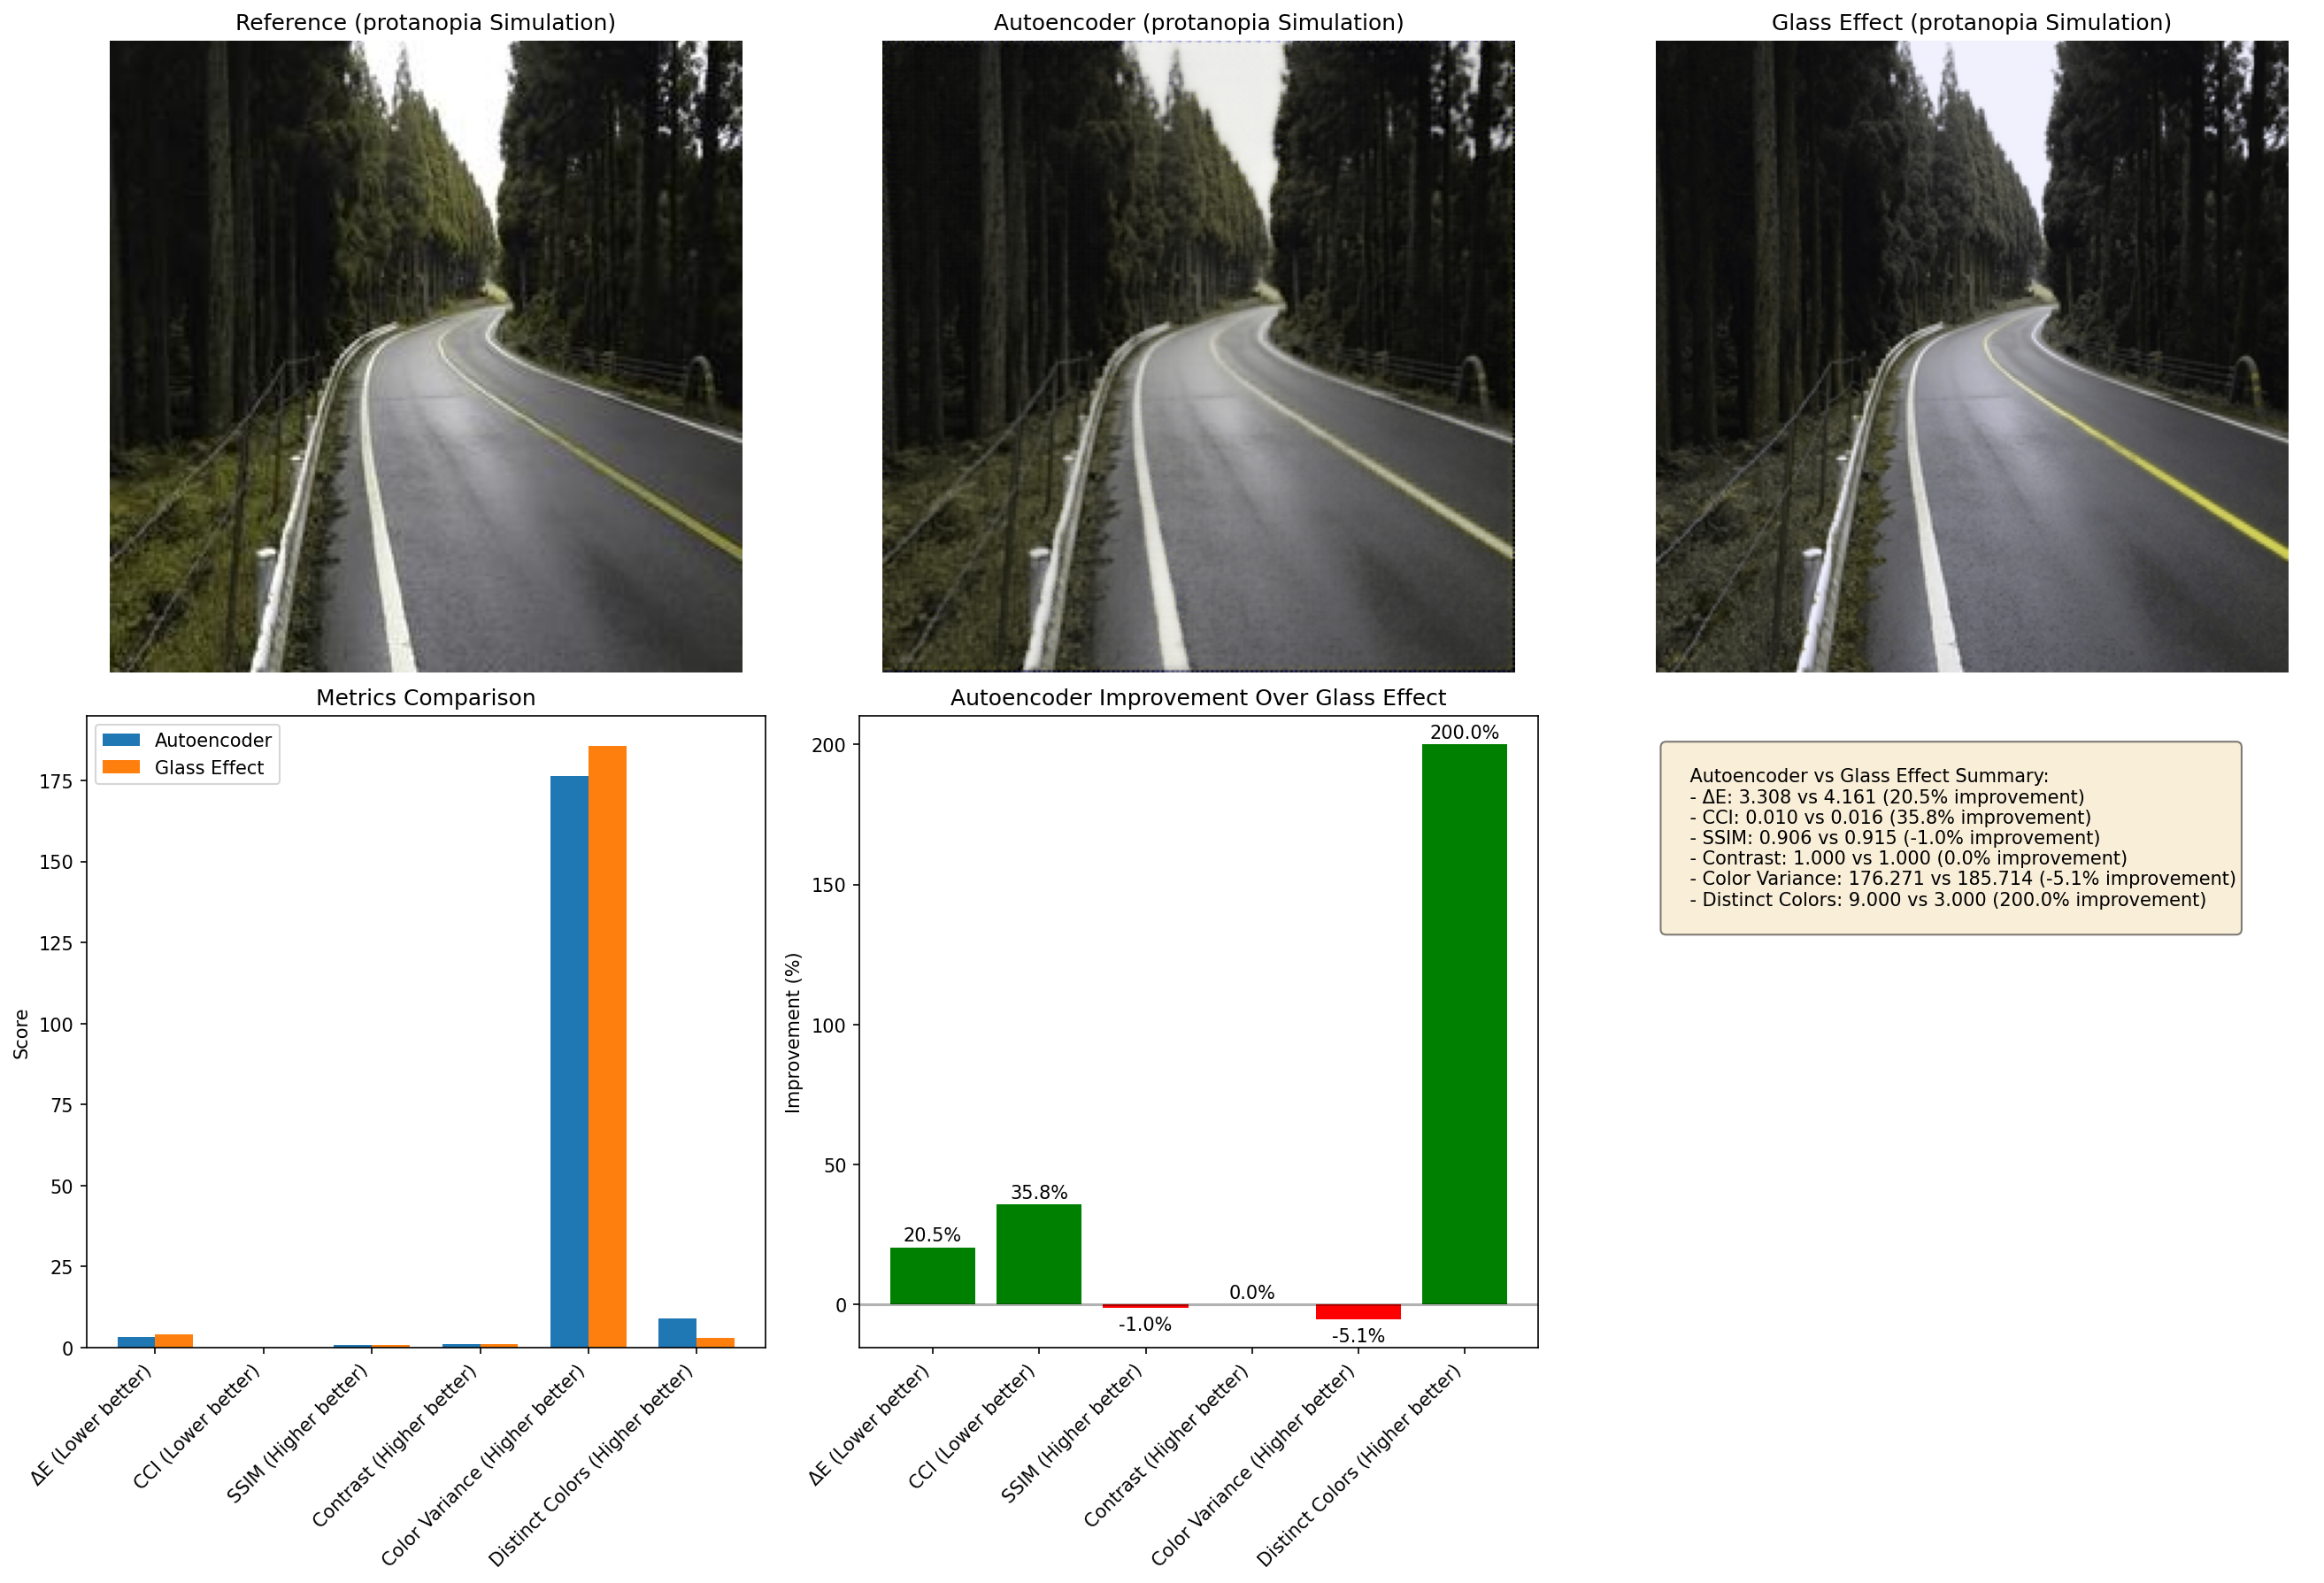 Reference (protanopia Simulation)
Autoencoder (protanopia Simulation)
Glass Effect (protanopia Simulation)
Metrics Comparison
Autoencoder
Glass Effect
Score
175
150
125
100
75
50
25
0
ΔE (Lower better)
CCI (Lower better)
SSIM (Higher better)
Contrast (Higher better)
Color Variance (Higher better)
Distinct Colors (Higher better)
Autoencoder Improvement Over Glass Effect
Improvement (%)
200
150
100
50
0
20.5%
35.8%
-1.0%
0.0%
-5.1%
200.0%
ΔE (Lower better)
CCI (Lower better)
SSIM (Higher better)
Contrast (Higher better)
Color Variance (Higher better)
Distinct Colors (Higher better)
Autoencoder vs Glass Effect Summary:
- ΔE: 3.308 vs 4.161 (20.5% improvement)
- CCI: 0.010 vs 0.016 (35.8% improvement)
- SSIM: 0.906 vs 0.915 (-1.0% improvement)
- Contrast: 1.000 vs 1.000 (0.0% improvement)
- Color Variance: 176.271 vs 185.714 (-5.1% improvement)
- Distinct Colors: 9.000 vs 3.000 (200.0% improvement)